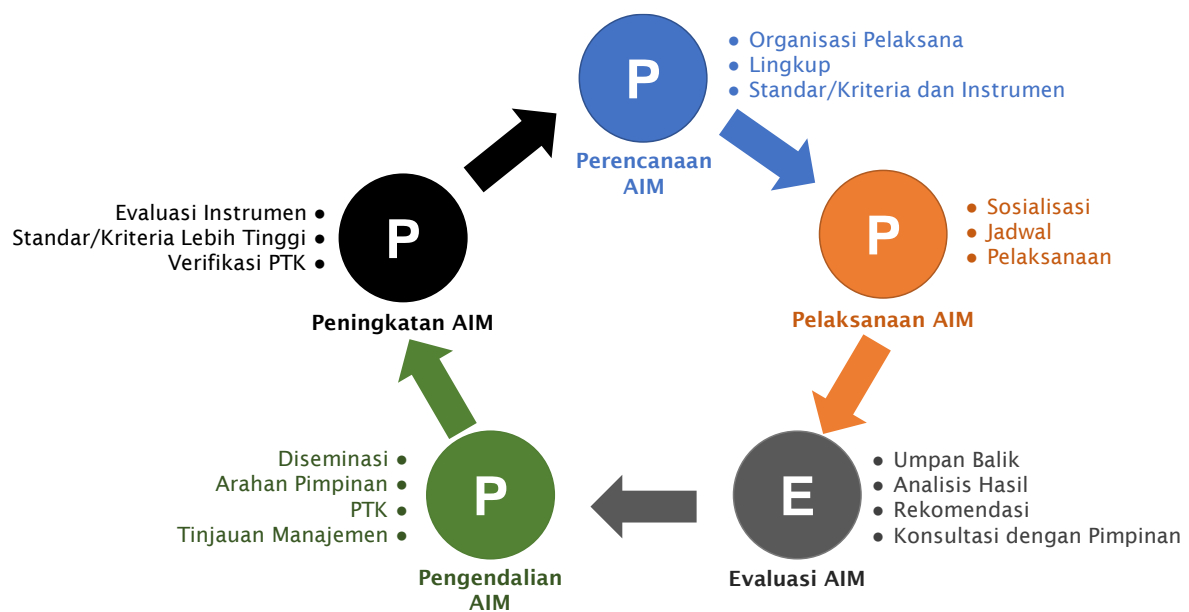 P
Perencanaan
AIM
• Organisasi Pelaksana
• Lingkup
• Standar/Kriteria dan Instrumen
P
Pelaksanaan AIM
• Sosialisasi
• Jadwal
• Pelaksanaan
E
Evaluasi AIM
• Umpan Balik
• Analisis Hasil
• Rekomendasi
• Konsultasi dengan Pimpinan
P
Pengendalian
AIM
Diseminasi •
Arahan Pimpinan •
PTK •
Tinjauan Manajemen •
P
Peningkatan AIM
Evaluasi Instrumen •
Standar/Kriteria Lebih Tinggi •
Verifikasi PTK •